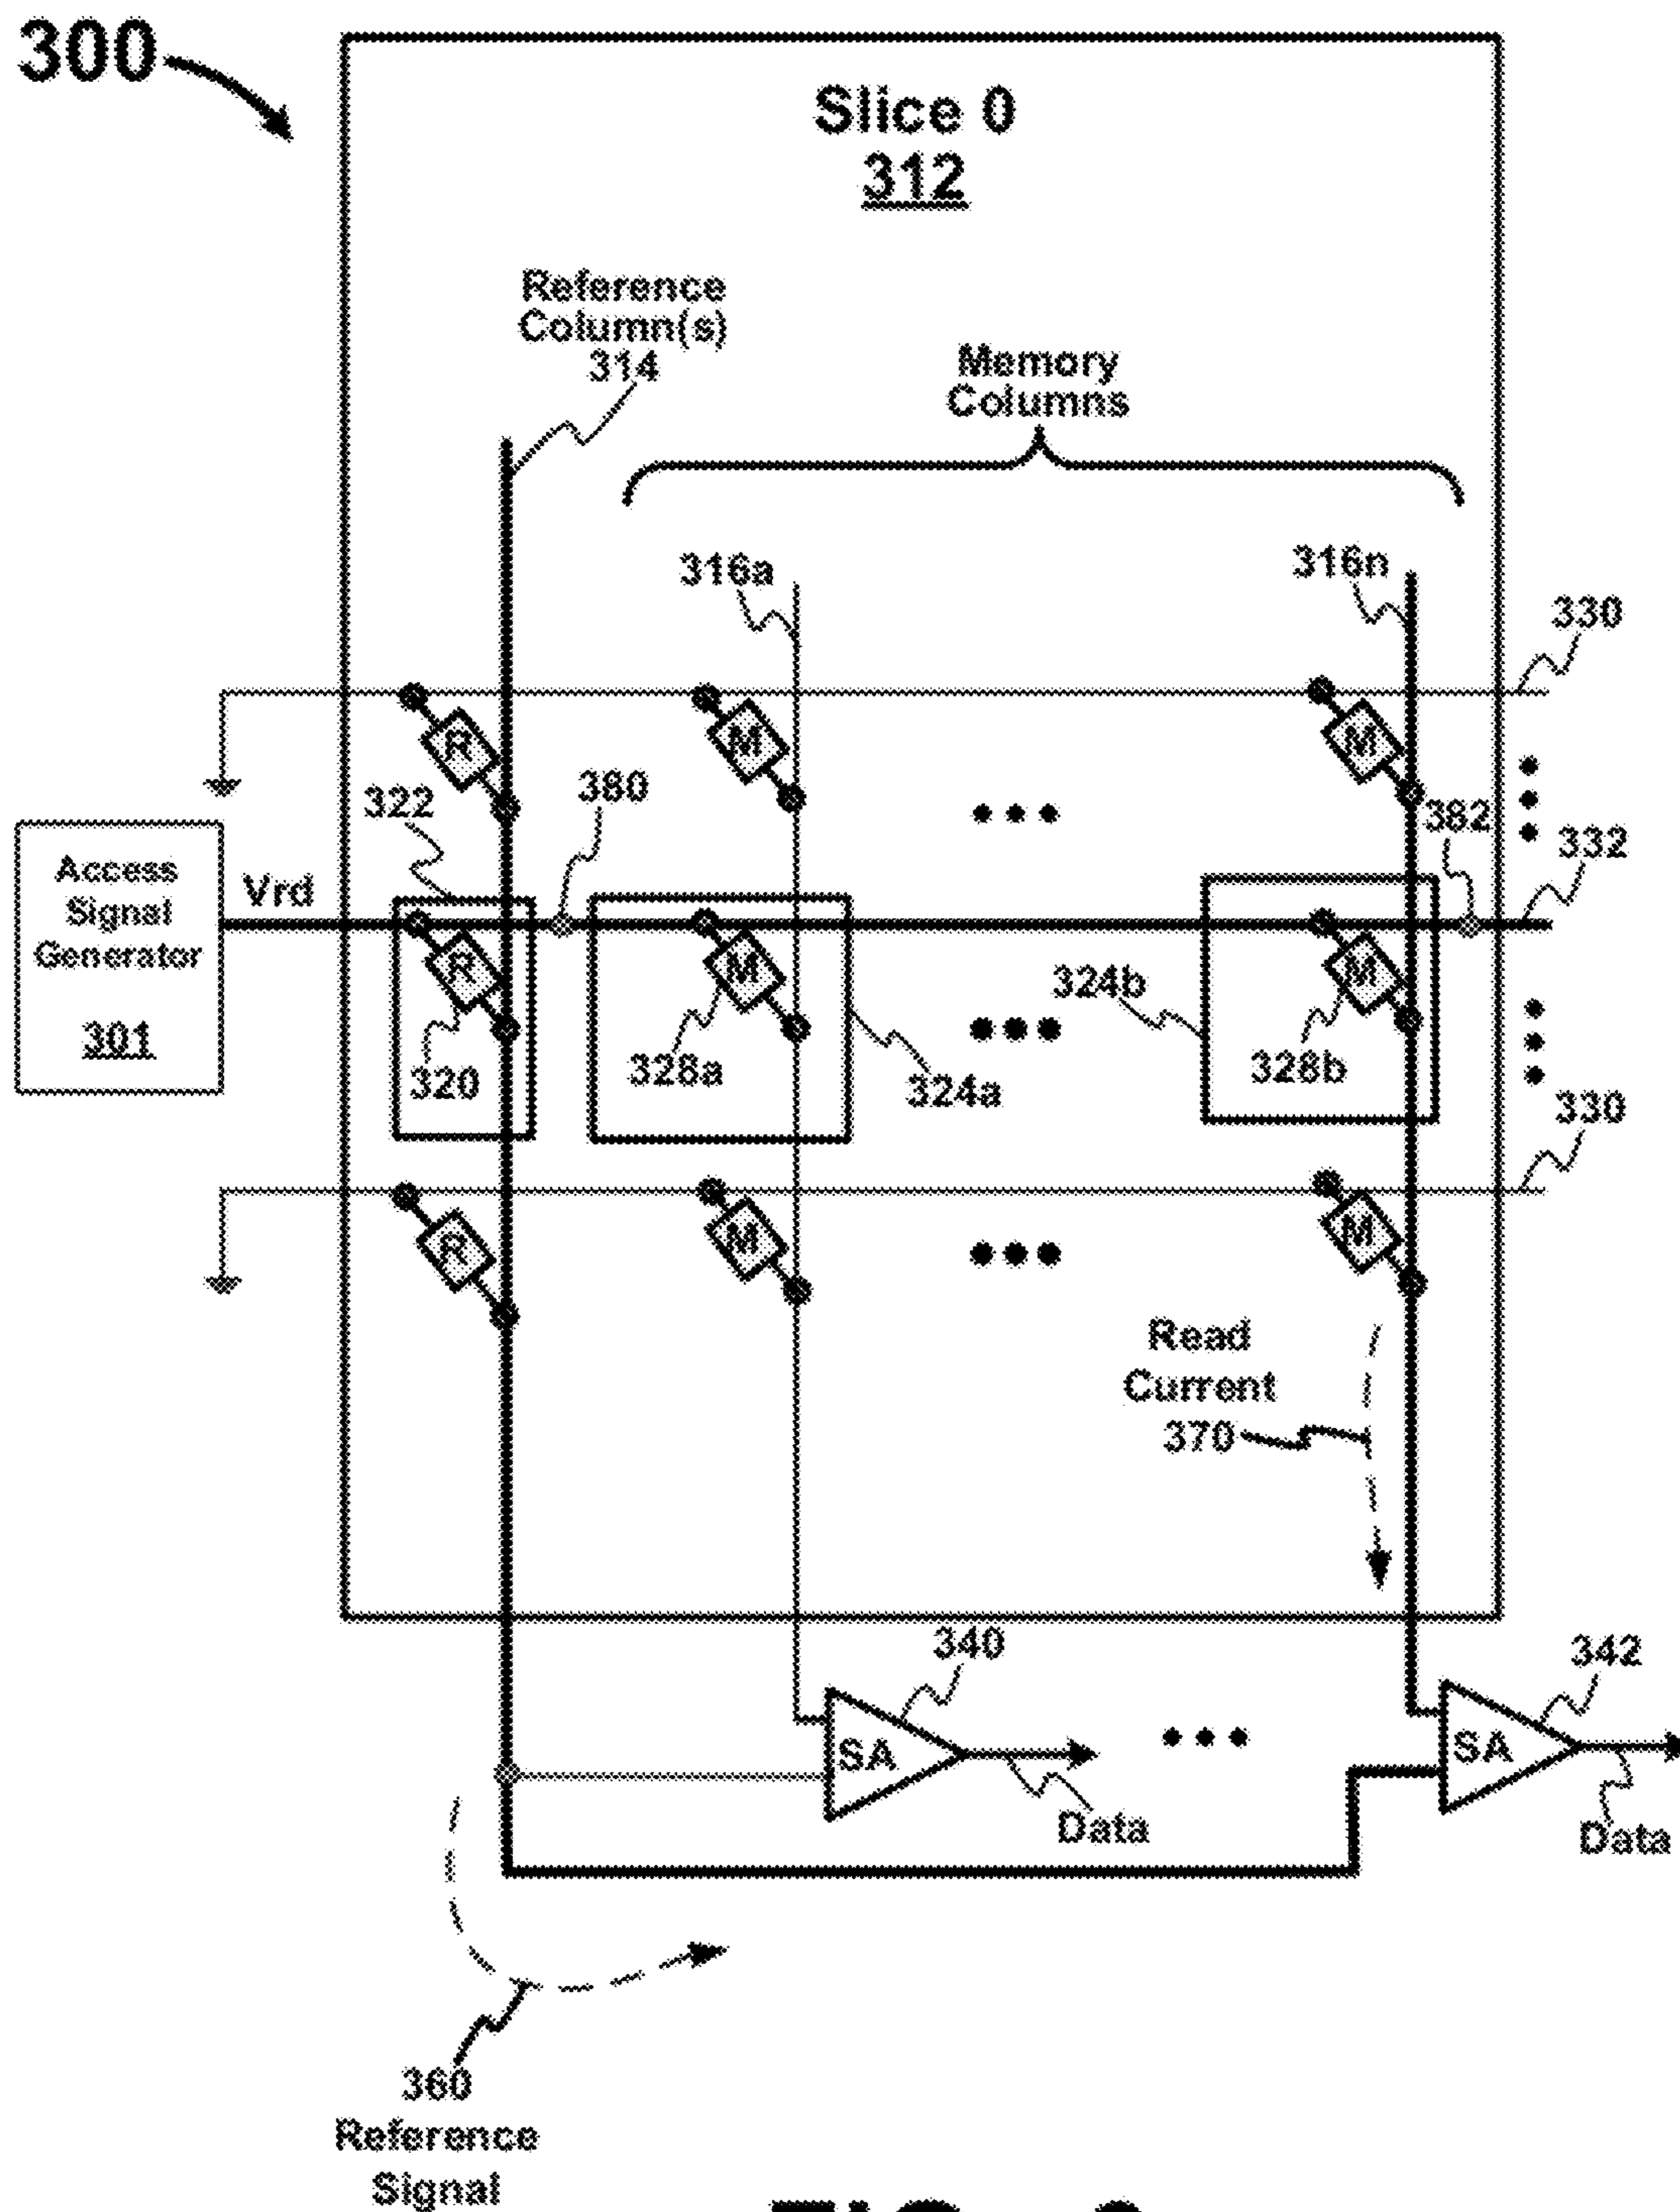 300
Slice 0
312
Reference
Column(s)
314
Memory
Columns
316a
316n
330
R
M
M
322
380
382
332
Access
Signal
Generator
301
Vrd
R
M
M
320
328a
324a
324b
328b
330
R
M
M
Read
Current
370
340
342
SA
SA
Data
Data
360
Reference
Signal